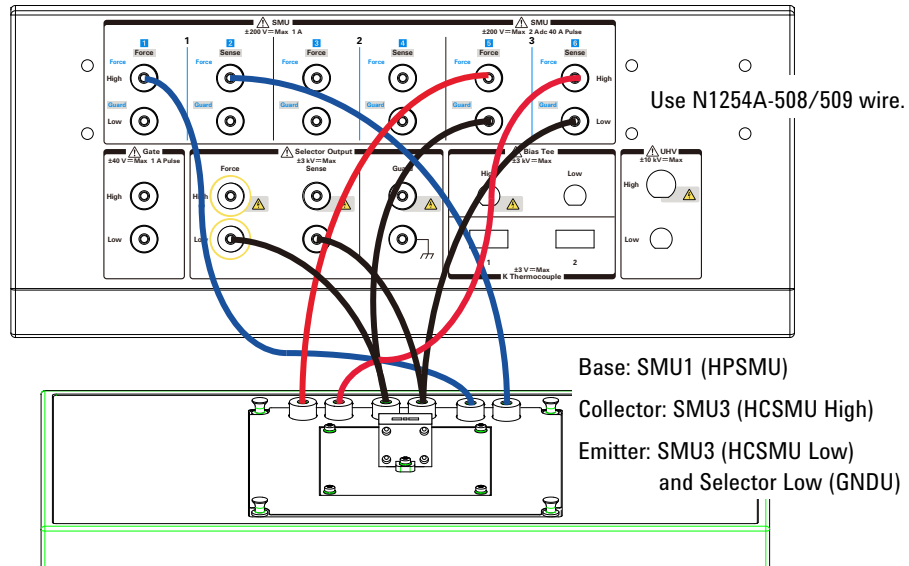 SMU
±200 V⎓Max 1 A
SMU
±200 V⎓Max 2 Adc 40 A Pulse
1 1 2 3 2 4 5 3 6
Force Sense Force Sense Force Sense
Force Force Force Force Force Force
High High
Guard Guard Guard Guard Guard Guard
Low Low
Use N1254A-508/509 wire.
Gate
±40 V⎓Max 1 A Pulse
High
Low
Selector Output
±3 kV⎓Max
Force Sense Guard
High
Low
Bias Tee
±3 kV⎓Max
High Low
1 2
±3 V⎓Max
K Thermocouple
UHV
±10 kV⎓Max
High
Low
Base: SMU1 (HPSMU)
Collector: SMU3 (HCSMU High)
Emitter: SMU3 (HCSMU Low)
and Selector Low (GNDU)